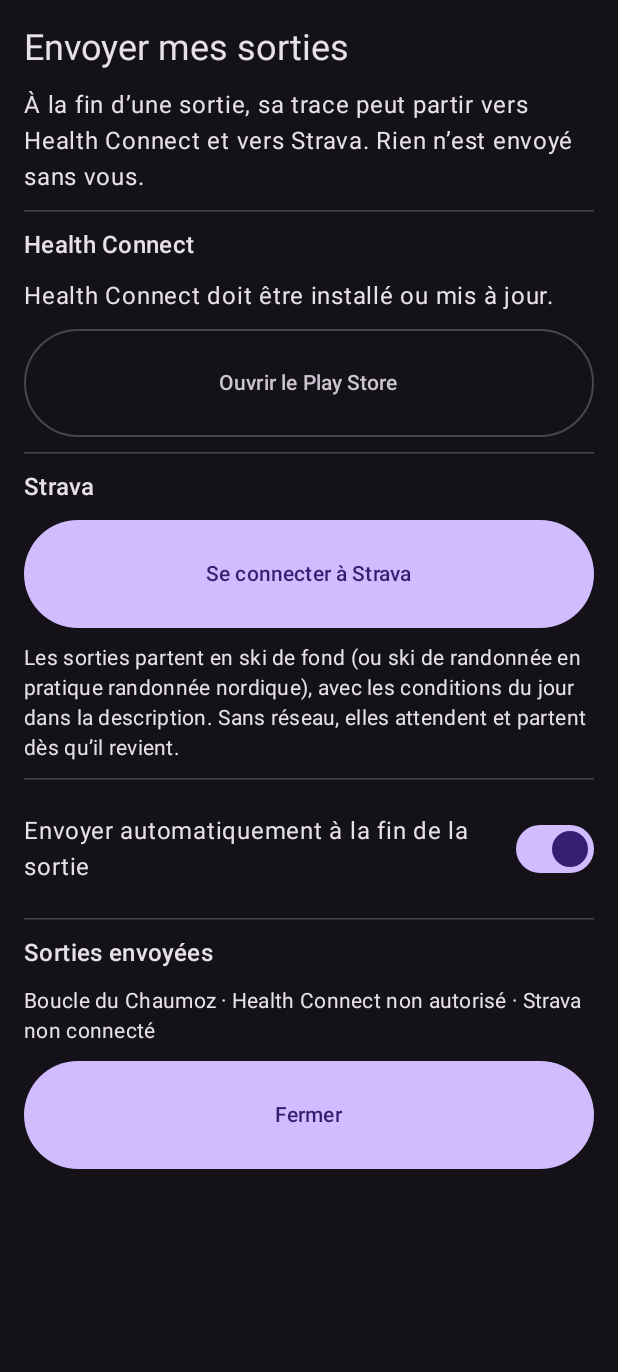 Envoyer mes sorties
À la fin d’une sortie, sa trace peut partir vers
Health Connect et vers Strava. Rien n’est envoyé
sans vous.
Health Connect
Health Connect doit être installé ou mis à jour.
Ouvrir le Play Store
Strava
Se connecter à Strava
Les sorties partent en ski de fond (ou ski de randonnée en
pratique randonnée nordique), avec les conditions du jour
dans la description. Sans réseau, elles attendent et partent
dès qu’il revient.
Envoyer automatiquement à la fin de la
sortie
Sorties envoyées
Boucle du Chaumoz · Health Connect non autorisé · Strava
non connecté
Fermer